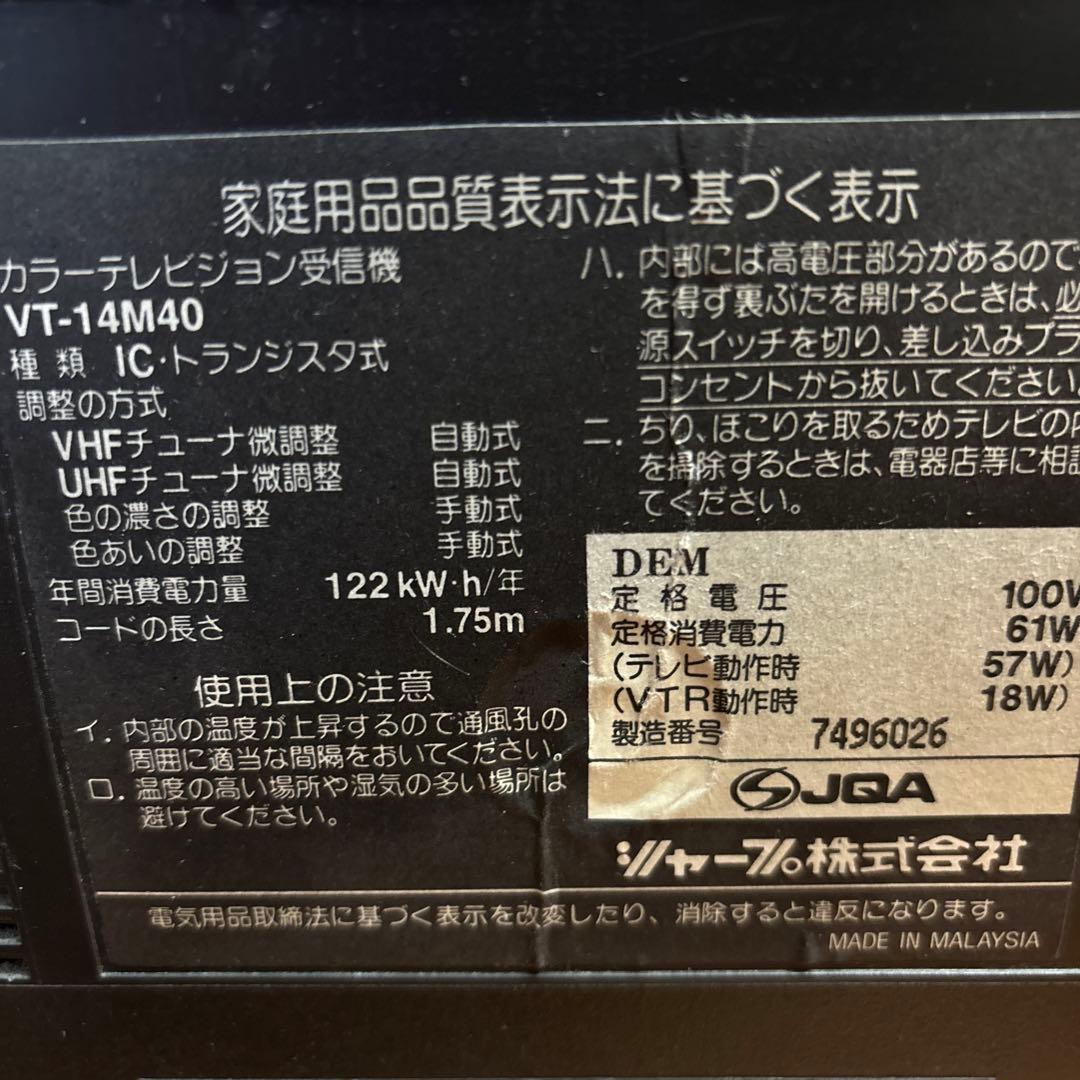 家庭用品品質表示法に基づく表示
カラーテレビジョン受信機
VT-14M40
種類 IC・トランジスタ式
調整の方式
VHFチューナ微調整 自動式
UHFチューナ微調整 自動式
色の濃さの調整 手動式
色あいの調整 手動式
年間消費電力量 122kW・h/年
コードの長さ 1.75m
使用上の注意
イ. 内部の温度が上昇するので通風孔の
周囲に適当な間隔をおいてください。
ロ. 温度の高い場所や湿気の多い場所は
避けてください。
ハ. 内部には高電圧部分があるので
を得ず裏ぶたを開けるときは、必
源スイッチを切り、差し込みプラ
コンセントから抜いてください。
ニ. ちり、ほこりを取るためテレビの内
を掃除するときは、電器店等に相談
てください。
DEM
定格電圧 100V
定格消費電力 61W
(テレビ動作時 57W)
(VTR動作時 18W)
製造番号 7496026
JQA
シャープ株式会社
電気用品取締法に基づく表示を改変したり、消除すると違反になります。
MADE IN MALAYSIA